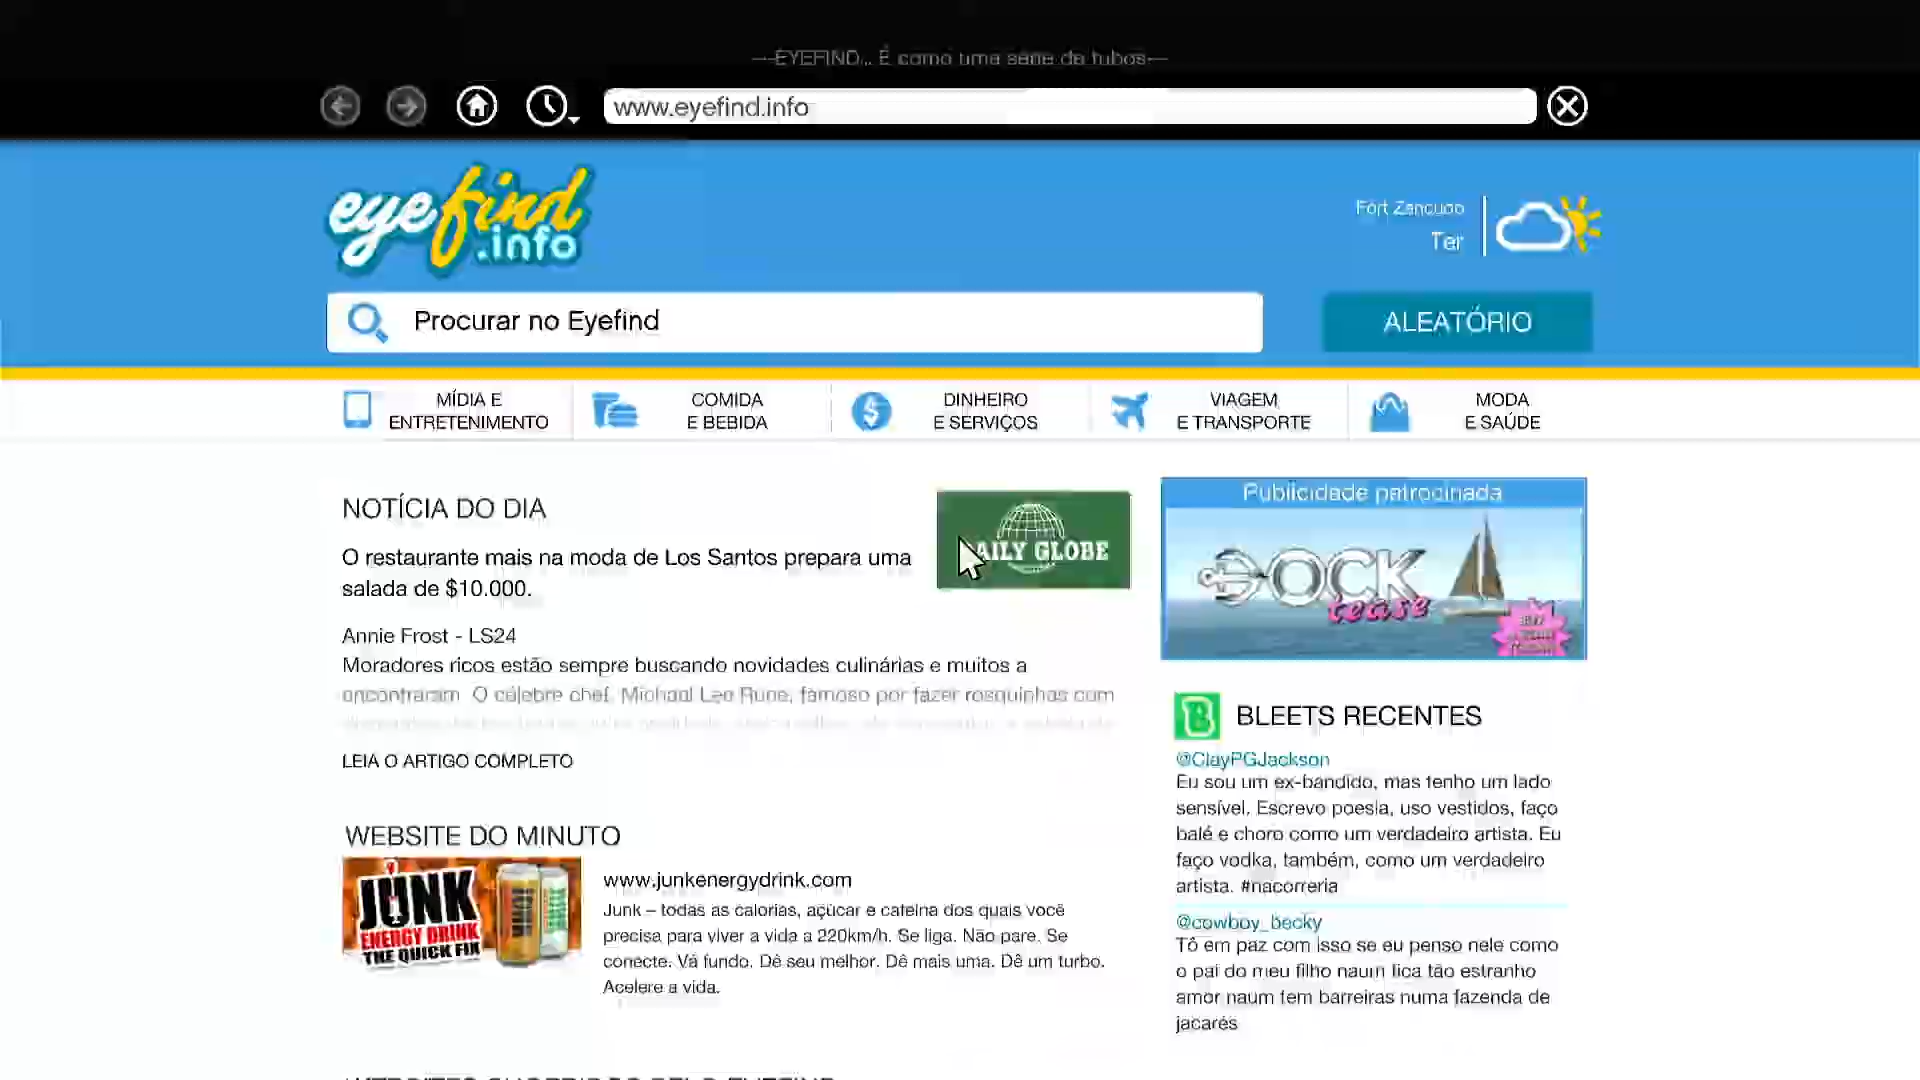 —EYEFIND... É como uma série de tubos—
www.eyefind.info
eyefind
.info
Fort Zancudo
Ter
Procurar no Eyefind
ALEATÓRIO
MÍDIA E
ENTRETENIMENTO
COMIDA
E BEBIDA
DINHEIRO
E SERVIÇOS
VIAGEM
E TRANSPORTE
MODA
E SAÚDE
NOTÍCIA DO DIA
O restaurante mais na moda de Los Santos prepara uma
salada de $10.000.
AILY GLOBE
Annie Frost - LS24
Moradores ricos estão sempre buscando novidades culinárias e muitos a
encontraram. O célebre chef, Michael Lee Rune, famoso por fazer rosquinhas com
LEIA O ARTIGO COMPLETO
WEBSITE DO MINUTO
JUNK
ENERGY DRINK
THE QUICK FIX
www.junkenergydrink.com
Junk – todas as calorias, açúcar e cafeína dos quais você
precisa para viver a vida a 220km/h. Se liga. Não pare. Se
conecte. Vá fundo. Dê seu melhor. Dê mais uma. Dê um turbo.
Acelere a vida.
Publicidade patrocinada
DOCK
tease
BLEETS RECENTES
@ClayPGJackson
Eu sou um ex-bandido, mas tenho um lado
sensível. Escrevo poesia, uso vestidos, faço
balé e choro como um verdadeiro artista. Eu
faço vodka, também, como um verdadeiro
artista. #nacorreria
@cowboy_becky
Tô em paz com isso se eu penso nele como
o pai do meu filho naum fica tão estranho
amor naum tem barreiras numa fazenda de
jacarés